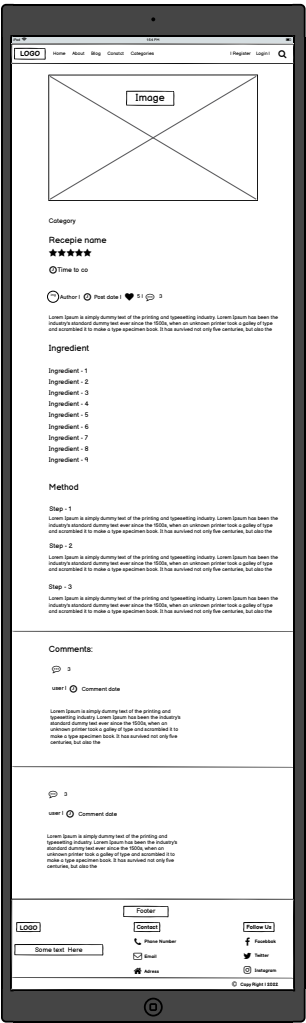 iPad
1:56 PM
LOGO Home About Blog Conatct Categories | Register Login |
Image
Category
Recepie name
Time to co
Author | Post date | 5 | 3
Lorem Ipsum is simply dummy text of the printing and typesetting industry. Lorem Ipsum has been the
industry's standard dummy text ever since the 1500s, when an unknown printer took a galley of type
and scrambled it to make a type specimen book. It has survived not only five centuries, but also the
Ingredient
Ingredient - 1
Ingredient - 2
Ingredient - 3
Ingredient - 4
Ingredient - 5
Ingredient - 6
Ingredient - 7
Ingredient - 8
Ingredient - 9
Method
Step - 1
Lorem Ipsum is simply dummy text of the printing and typesetting industry. Lorem Ipsum has been the
industry's standard dummy text ever since the 1500s, when an unknown printer took a galley of type
and scrambled it to make a type specimen book. It has survived not only five centuries, but also the
Step - 2
Lorem Ipsum is simply dummy text of the printing and typesetting industry. Lorem Ipsum has been the
industry's standard dummy text ever since the 1500s, when an unknown printer took a galley of type
and scrambled it to make a type specimen book. It has survived not only five centuries, but also the
Step - 3
Lorem Ipsum is simply dummy text of the printing and typesetting industry. Lorem Ipsum has been the
industry's standard dummy text ever since the 1500s, when an unknown printer took a galley of type
and scrambled it to make a type specimen book. It has survived not only five centuries, but also the
Comments:
3
user | Comment date
Lorem Ipsum is simply dummy text of the printing and
typesetting industry. Lorem Ipsum has been the industry's
standard dummy text ever since the 1500s, when an
unknown printer took a galley of type and scrambled it to
make a type specimen book. It has survived not only five
centuries, but also the
3
user | Comment date
Lorem Ipsum is simply dummy text of the printing and
typesetting industry. Lorem Ipsum has been the industry's
standard dummy text ever since the 1500s, when an
unknown printer took a galley of type and scrambled it to
make a type specimen book. It has survived not only five
centuries, but also the
Footer
LOGO Contact Follow Us
Phone Number Facebbok
Some text Here
Email Twitter
Adress Instagram
© Copy Right | 2022